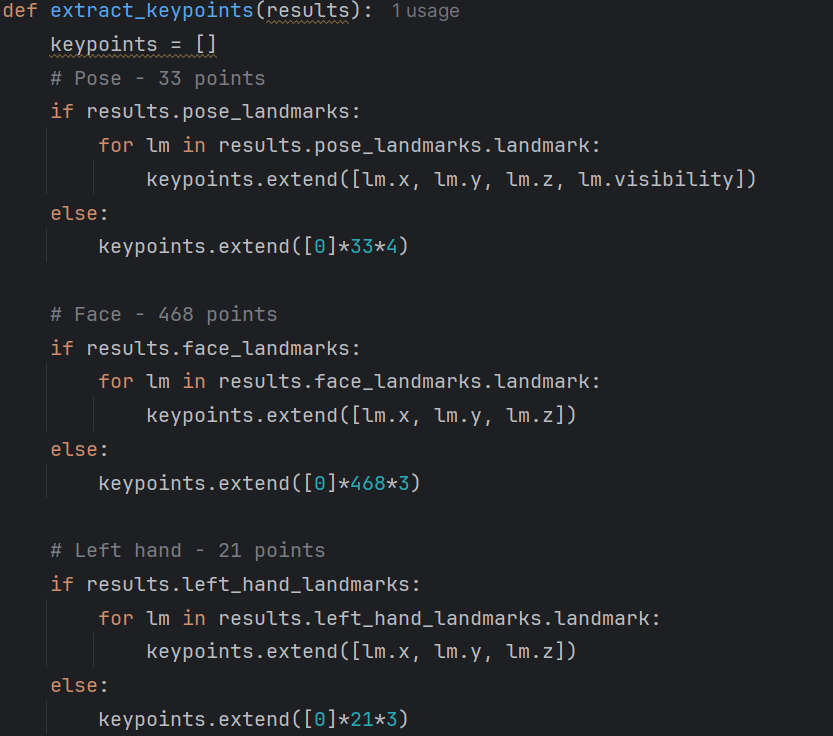 def extract_keypoints(results): 1 usage
    keypoints = []
    # Pose - 33 points
    if results.pose_landmarks:
        for lm in results.pose_landmarks.landmark:
            keypoints.extend([lm.x, lm.y, lm.z, lm.visibility])
    else:
        keypoints.extend([0]*33*4)

    # Face - 468 points
    if results.face_landmarks:
        for lm in results.face_landmarks.landmark:
            keypoints.extend([lm.x, lm.y, lm.z])
    else:
        keypoints.extend([0]*468*3)

    # Left hand - 21 points
    if results.left_hand_landmarks:
        for lm in results.left_hand_landmarks.landmark:
            keypoints.extend([lm.x, lm.y, lm.z])
    else:
        keypoints.extend([0]*21*3)